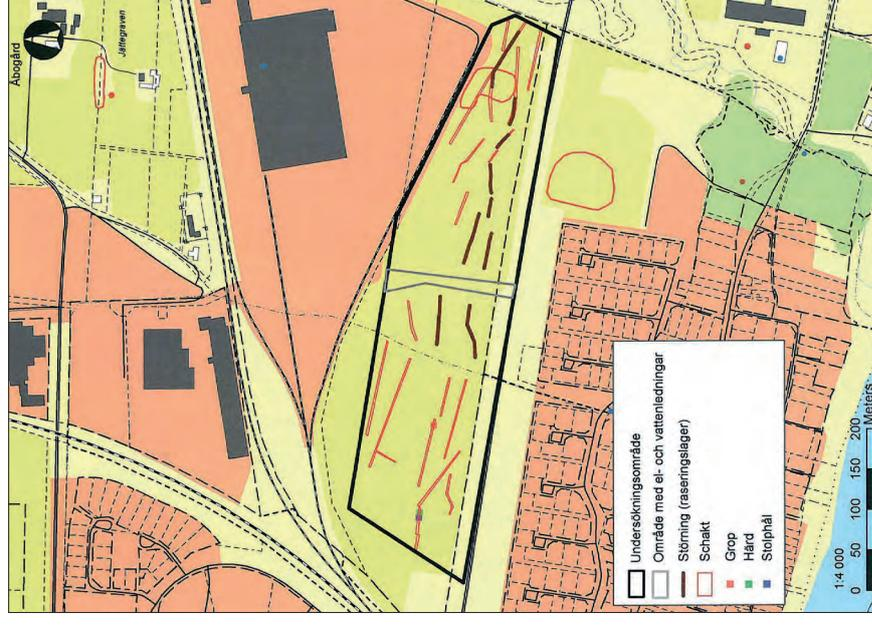 Åbogård
Jättegraven
Undersökningsområde
Område med el- och vattenledningar
Störning (raseringslager)
Schakt
Grop
Härd
Stolphål
1:4 000
0 50 100 150 200
Meters